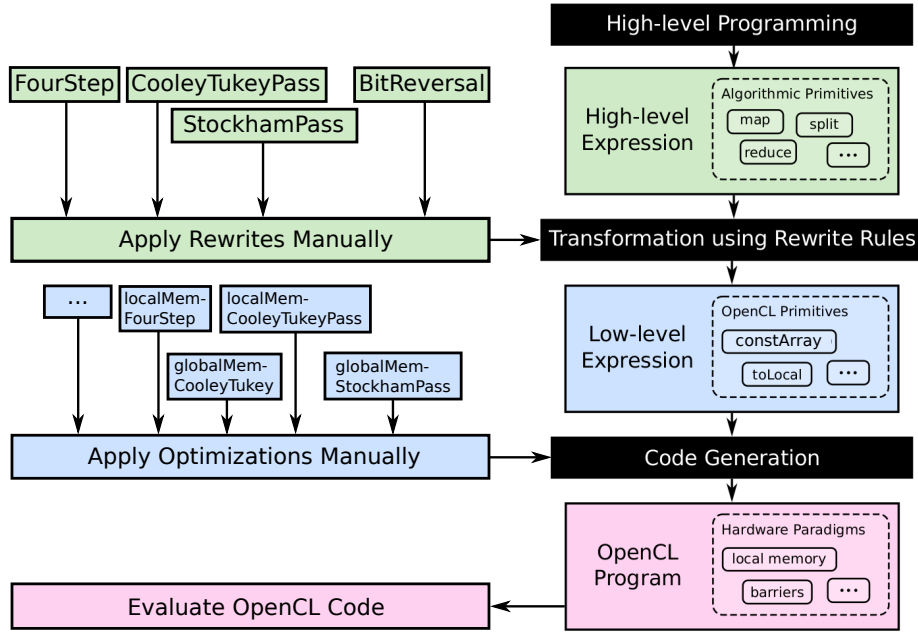 High-level Programming
FourStep
CooleyTukeyPass
BitReversal
StockhamPass
High-level
Expression
Algorithmic Primitives
map
split
reduce
...
Apply Rewrites Manually
Transformation using Rewrite Rules
...
localMem-
FourStep
localMem-
CooleyTukeyPass
globalMem-
CooleyTukey
globalMem-
StockhamPass
Low-level
Expression
OpenCL Primitives
constArray
toLocal
...
Apply Optimizations Manually
Code Generation
OpenCL
Program
Hardware Paradigms
local memory
barriers
...
Evaluate OpenCL Code